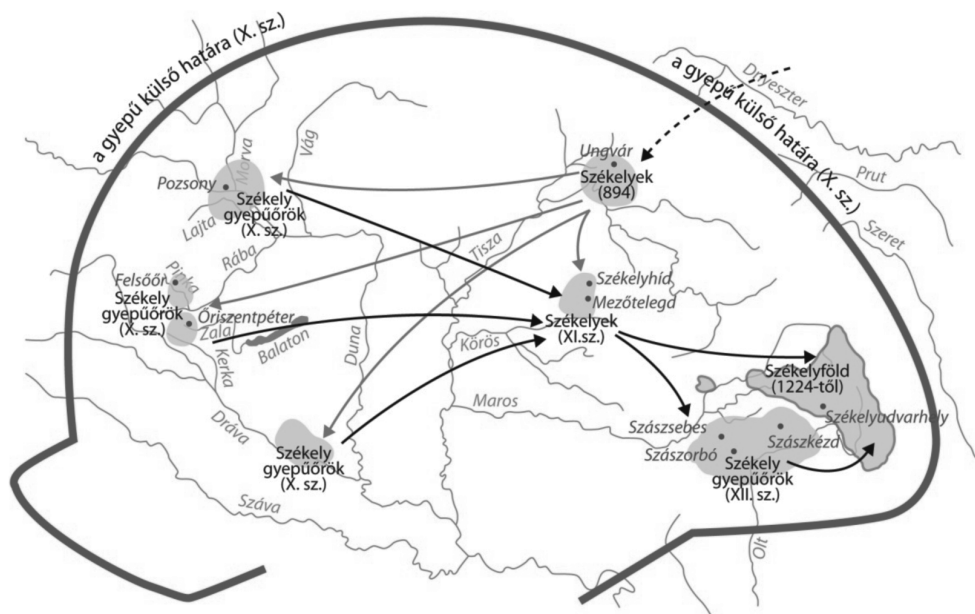 a gyepű külső határa (X. sz.)
a gyepű külső határa (X. sz.)
Dnyeszter
Prut
Szeret
Morva
Vág
Pozsony
Székely
gyepűőrök
(X. sz.)
Lajta
Rába
Ungvár
Székelyek
(894)
Tisza
Felsőőr
Pinka
Székely
gyepűőrök
(X. sz.)
Őriszentpéter
Zala
Kerka
Balaton
Duna
Székelyhíd
Mezőtelegd
Székelyek
(XI.sz.)
Körös
Maros
Dráva
Székely
gyepűőrök
(X. sz.)
Száva
Székelyföld
(1224-től)
Székelyudvarhely
Szászsebes
Szászkézd
Szászorbó
Székely
gyepűőrök
(XII. sz.)
Olt